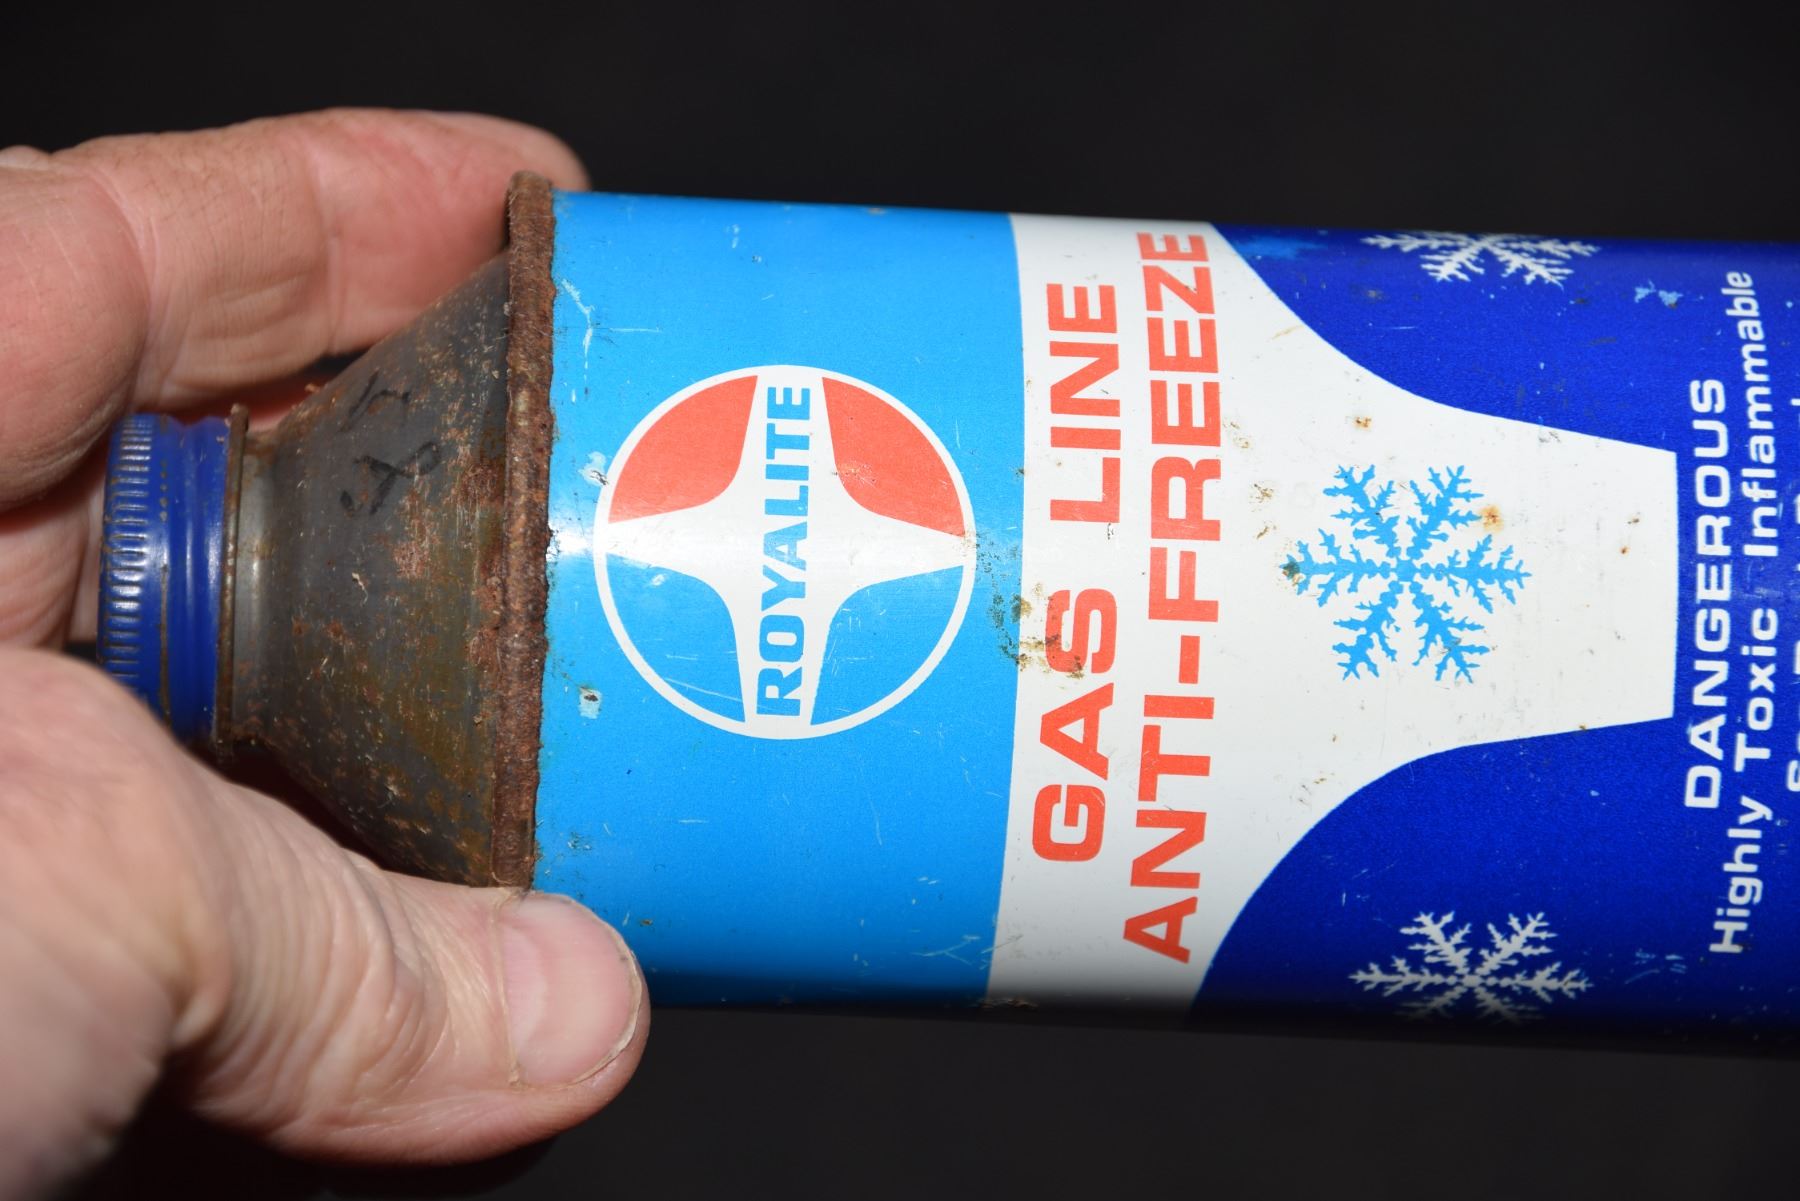 ROYALITE
GAS LINE
ANTI-FREEZE
DANGEROUS
Highly Toxic Inflammable